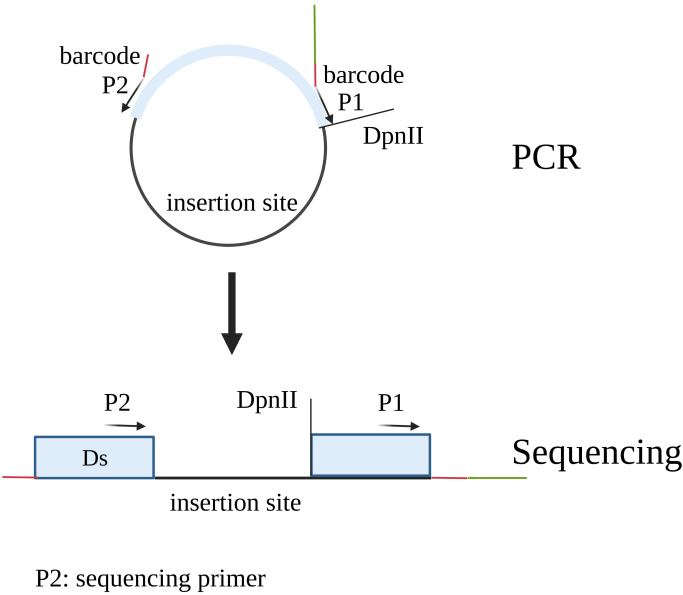 barcode
P2
barcode
P1
DpnII
PCR
insertion site
P2
DpnII
P1
Ds
Sequencing
insertion site
P2: sequencing primer